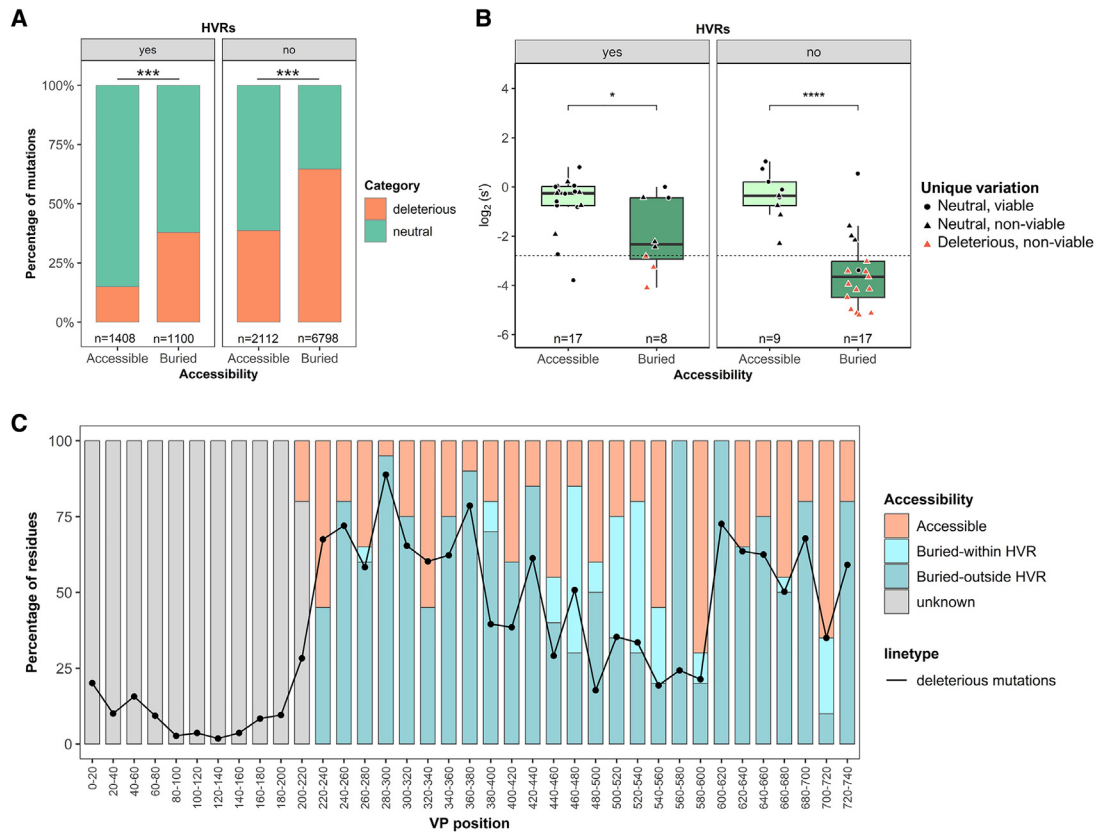 A
HVRs
yes
no
***
***
100%
75%
50%
25%
0%
Percentage of mutations
n=1408
n=1100
n=2112
n=6798
Accessible
Buried
Accessible
Buried
Accessibility
Category
deleterious
neutral
B
HVRs
yes
no
*
****
4
2
0
-2
-4
-6
log2 (s')
n=17
n=8
n=9
n=17
Accessible
Buried
Accessible
Buried
Accessibility
Unique variation
Neutral, viable
Neutral, non-viable
Deleterious, non-viable
C
100
75
50
25
0
Percentage of residues
0-20
20-40
40-60
60-80
80-100
100-120
120-140
140-160
160-180
180-200
200-220
220-240
240-260
260-280
280-300
300-320
320-340
340-360
360-380
380-400
400-420
420-440
440-460
460-480
480-500
500-520
520-540
540-560
560-580
580-600
600-620
620-640
640-660
660-680
680-700
700-720
720-740
VP position
Accessibility
Accessible
Buried-within HVR
Buried-outside HVR
unknown
linetype
deleterious mutations